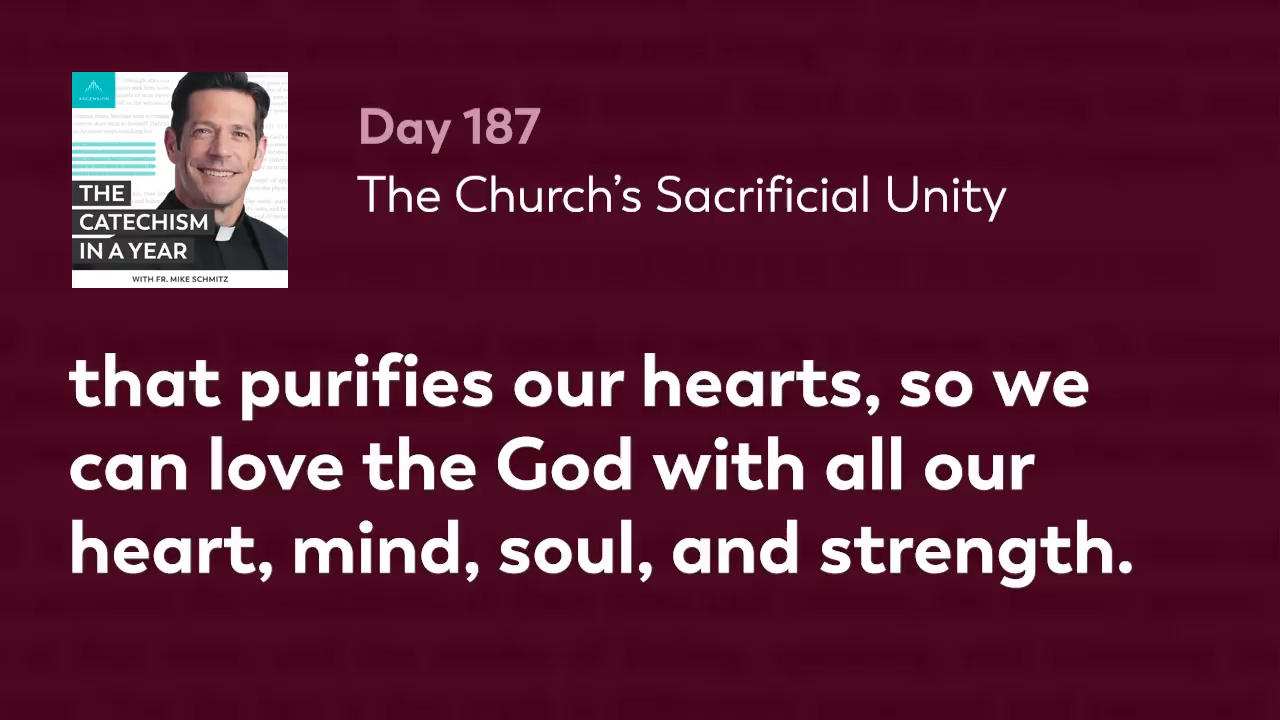 ASCENSION
THE
CATECHISM
IN A YEAR
WITH FR. MIKE SCHMITZ
Day 187
The Church’s Sacrificial Unity
that purifies our hearts, so we
can love the God with all our
heart, mind, soul, and strength.